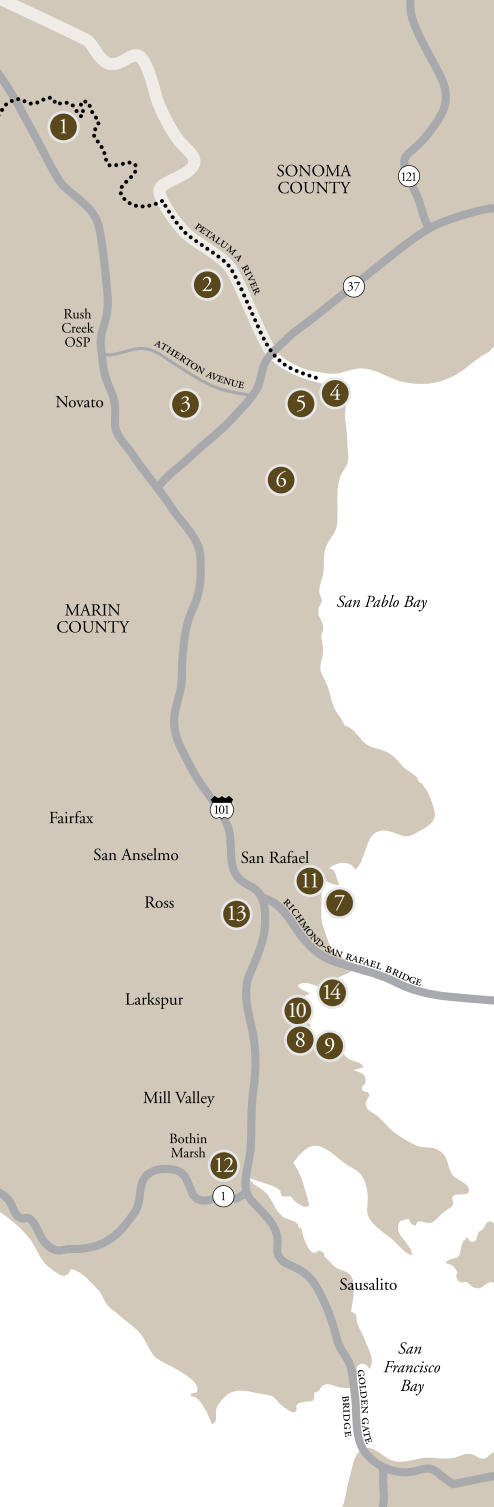 1
SONOMA
COUNTY
121
PETALUMA RIVER
2
37
Rush
Creek
OSP
ATHERTON AVENUE
4
Novato
3
5
6
San Pablo Bay
MARIN
COUNTY
101
Fairfax
San Anselmo
San Rafael
11
Ross
7
13
RICHMOND-SAN RAFAEL BRIDGE
14
Larkspur
10
8
9
Mill Valley
Bothin
Marsh
12
1
Sausalito
San
Francisco
Bay
GOLDEN GATE
BRIDGE